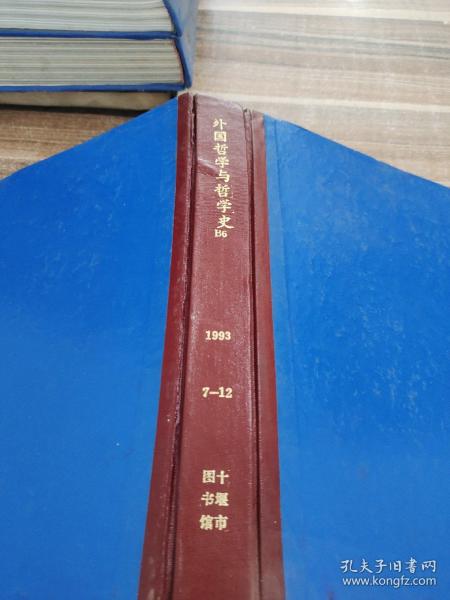 外国哲学与哲学史
B6
1993
7—12
十堰市
图书馆
孔夫子旧书网
www.kongfz.com